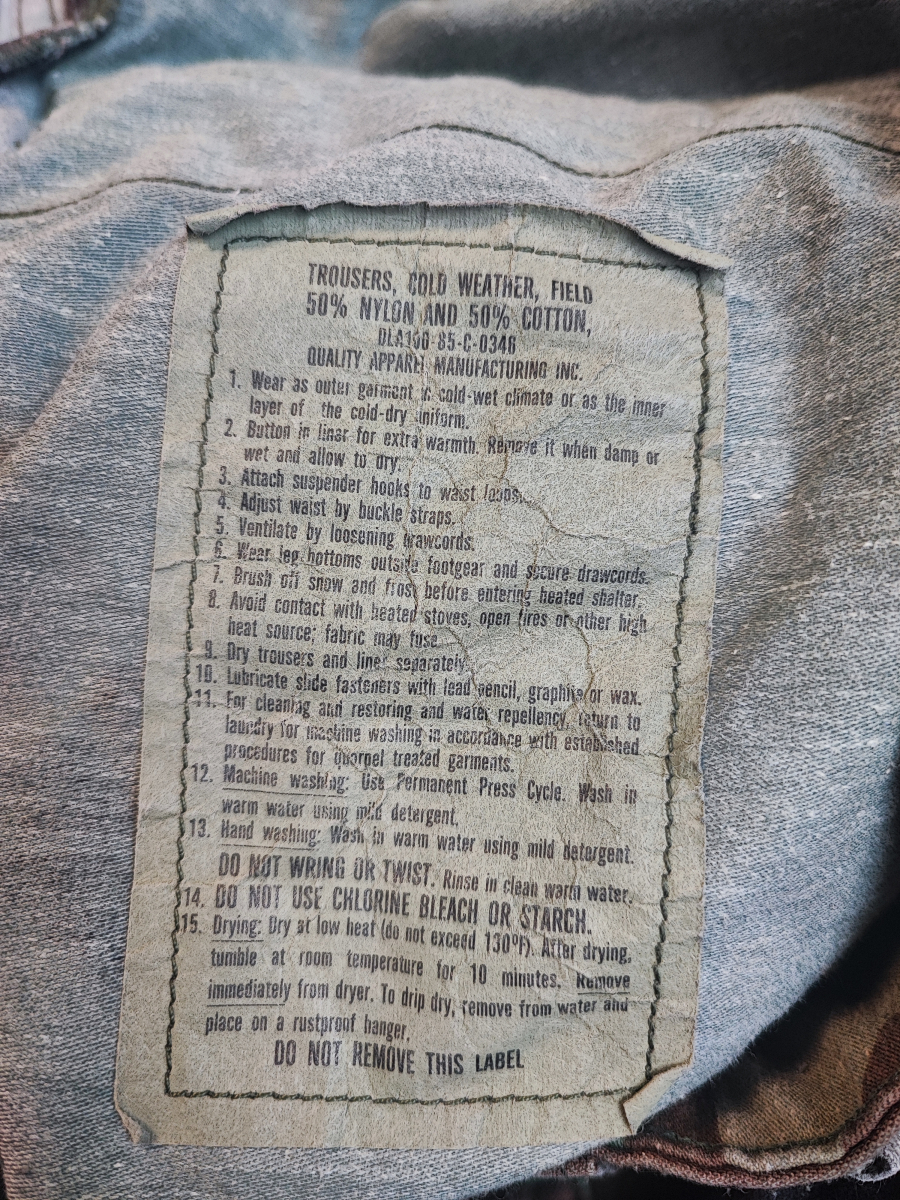 TROUSERS, COLD WEATHER, FIELD
50% NYLON AND 50% COTTON,
DLA100-85-C-0346
QUALITY APPAREL MANUFACTURING INC.
1. Wear as outer garment in cold-wet climate or as the inner
layer of the cold-dry uniform.
2. Button in liner for extra warmth. Remove it when damp or
wet and allow to dry.
3. Attach suspender hooks to waist loops.
4. Adjust waist by buckle straps.
5. Ventilate by loosening drawcords.
6. Wear leg bottoms outside footgear and secure drawcords.
7. Brush off snow and frost before entering heated shelter.
8. Avoid contact with heated stoves, open fires or other high
heat source; fabric may fuse.
9. Dry trousers and liner separately.
10. Lubricate slide fasteners with lead pencil, graphite or wax.
11. For cleaning and restoring and water repellency, return to
laundry for machine washing in accordance with established
procedures for quarpel treated garments.
12. Machine washing: Use Permanent Press Cycle. Wash in
warm water using mild detergent.
13. Hand washing: Wash in warm water using mild detergent.
DO NOT WRING OR TWIST. Rinse in clean warm water.
14. DO NOT USE CHLORINE BLEACH OR STARCH.
15. Drying: Dry at low heat (do not exceed 130°F). After drying,
tumble at room temperature for 10 minutes. Remove
immediately from dryer. To drip dry, remove from water and
place on a rustproof hanger.
DO NOT REMOVE THIS LABEL